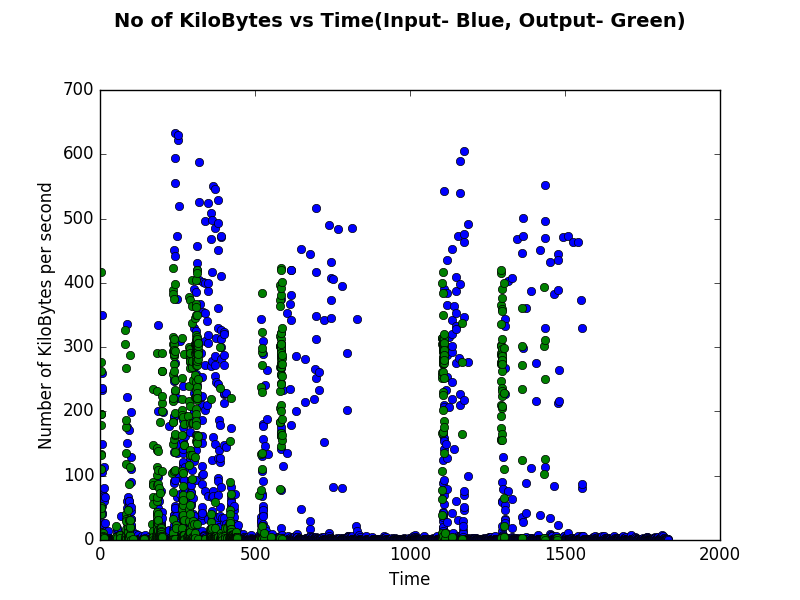 No of KiloBytes vs Time(Input- Blue, Output- Green)
700
600
500
400
300
200
100
0
Number of KiloBytes per second
0 500 1000 1500 2000
Time